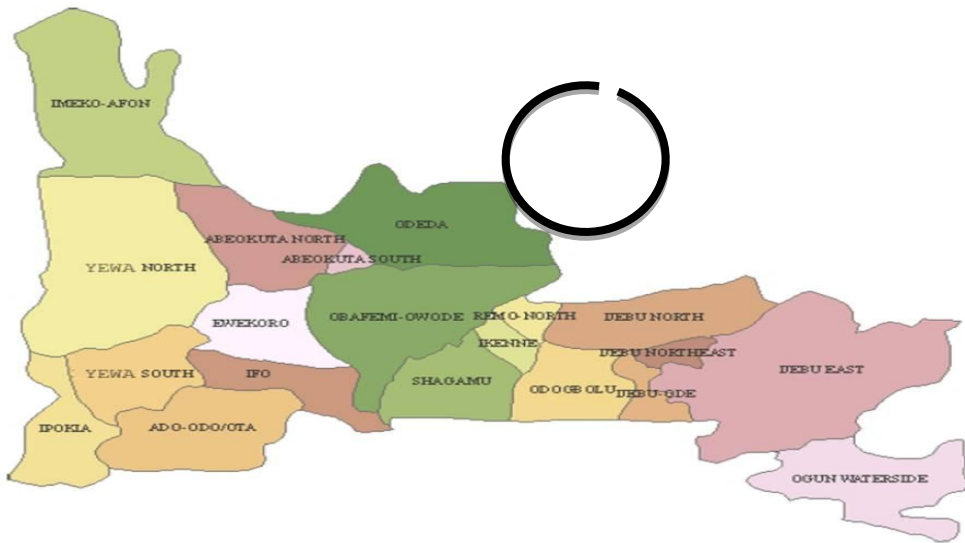 IMEKO-AFON
ODEDA
ABEOKUTA NORTH
ABEOKUTA SOUTH
YEWA NORTH
OBAFEMI-OWODE
REMO-NORTH
IJEBU NORTH
EWEKORO
IKENNE
IJEBU NORTHEAST
IJEBU EAST
YEWA SOUTH
IFO
SHAGAMU
ODOGBOLU
IJEBU-ODE
IPOKIA
ADO-ODO/OTA
OGUN WATERSIDE